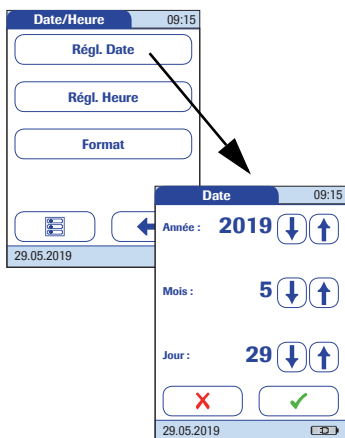 Date/Heure 09:15
Régl. Date
Régl. Heure
Format
29.05.2019
Date 09:15
Année : 2019
Mois : 5
Jour : 29
29.05.2019